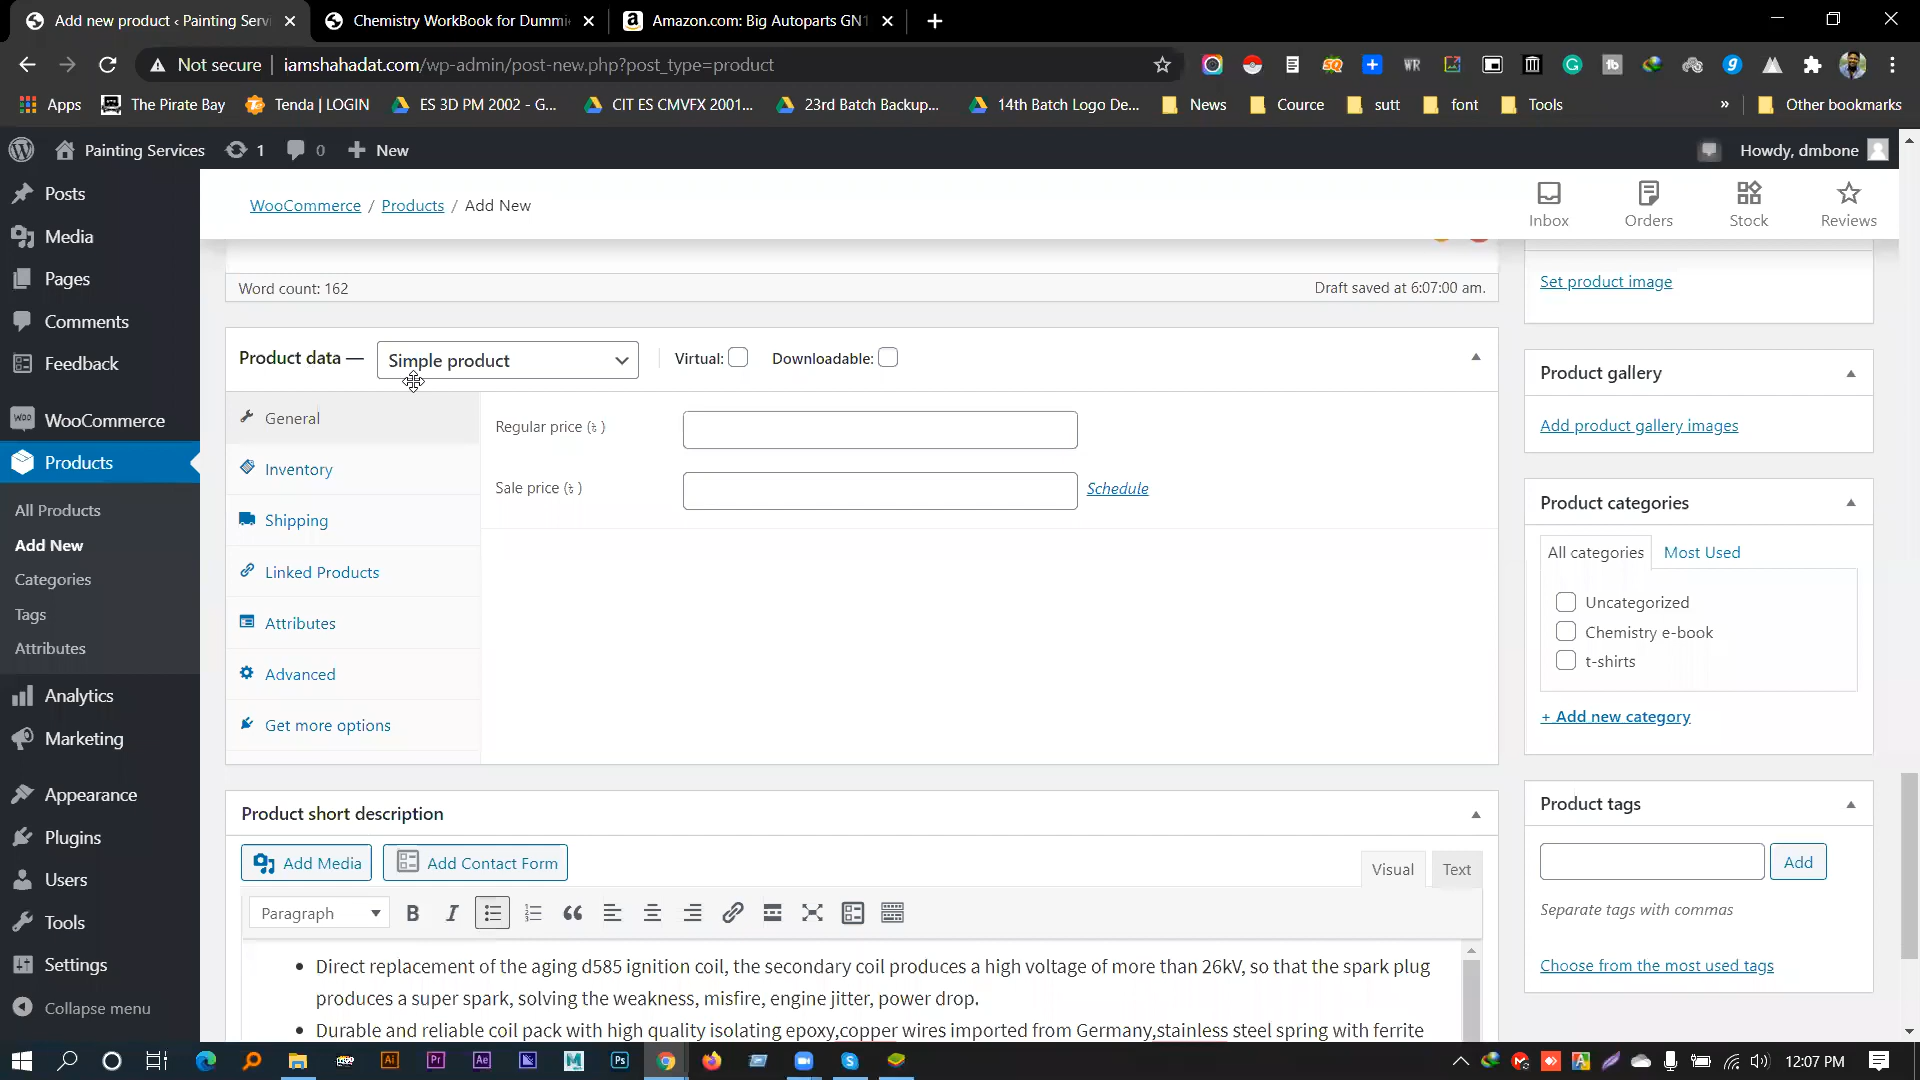 Add new product ‹ Painting Servi
Chemistry WorkBook for Dummi
Amazon.com: Big Autoparts GN1
Not secure
iamshahadat.com/wp-admin/post-new.php?post_type=product
Apps
The Pirate Bay
Tenda | LOGIN
ES 3D PM 2002 - G...
CIT ES CMVFX 2001...
23rd Batch Backup...
14th Batch Logo De...
News
Cource
sutt
font
Tools
»
Other bookmarks
Painting Services
1
0
New
Howdy, dmbone
Posts
Media
Pages
Comments
Feedback
WooCommerce
Products
All Products
Add New
Categories
Tags
Attributes
Analytics
Marketing
Appearance
Plugins
Users
Tools
Settings
Collapse menu
WooCommerce / Products / Add New
Inbox
Orders
Stock
Reviews
Word count: 162
Draft saved at 6:07:00 am.
Product data —
Simple product
Virtual:
Downloadable:
General
Inventory
Shipping
Linked Products
Attributes
Advanced
Get more options
Regular price (৳ )
Sale price (৳ )
Schedule
Product short description
Add Media
Add Contact Form
Visual
Text
Paragraph
• Direct replacement of the aging d585 ignition coil, the secondary coil produces a high voltage of more than 26kV, so that the spark plug
produces a super spark, solving the weakness, misfire, engine jitter, power drop.
• Durable and reliable coil pack with high quality isolating epoxy,copper wires imported from Germany,stainless steel spring with ferrite
Set product image
Product gallery
Add product gallery images
Product categories
All categories
Most Used
Uncategorized
Chemistry e-book
t-shirts
+ Add new category
Product tags
Add
Separate tags with commas
Choose from the most used tags
12:07 PM